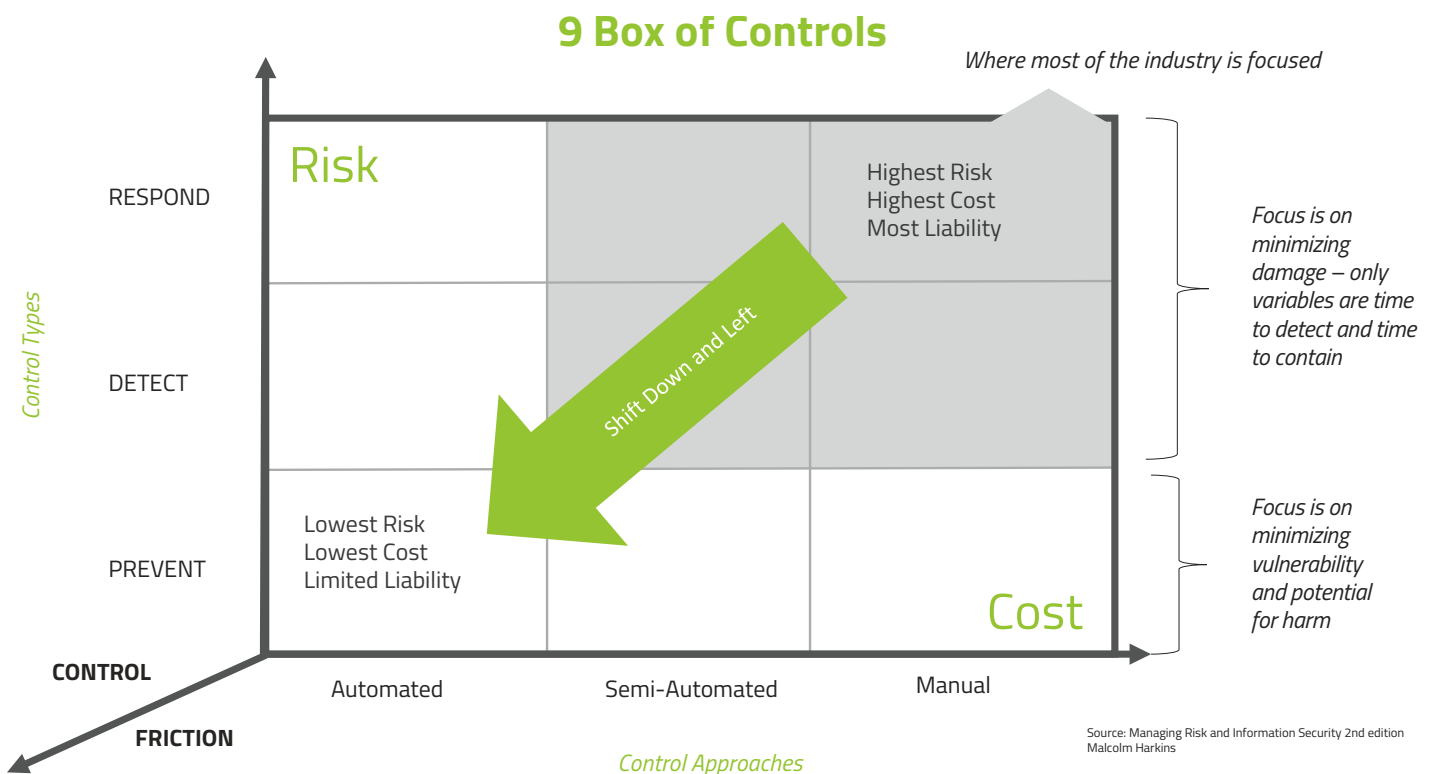 9 Box of Controls
Where most of the industry is focused
Risk
RESPOND
Highest Risk
Highest Cost
Most Liability
Focus is on
minimizing
damage – only
variables are time
to detect and time
to contain
Control Types
DETECT
Shift Down and Left
PREVENT
Lowest Risk
Lowest Cost
Limited Liability
Cost
Focus is on
minimizing
vulnerability
and potential
for harm
CONTROL
FRICTION
Automated
Semi-Automated
Manual
Control Approaches
Source: Managing Risk and Information Security 2nd edition
Malcolm Harkins